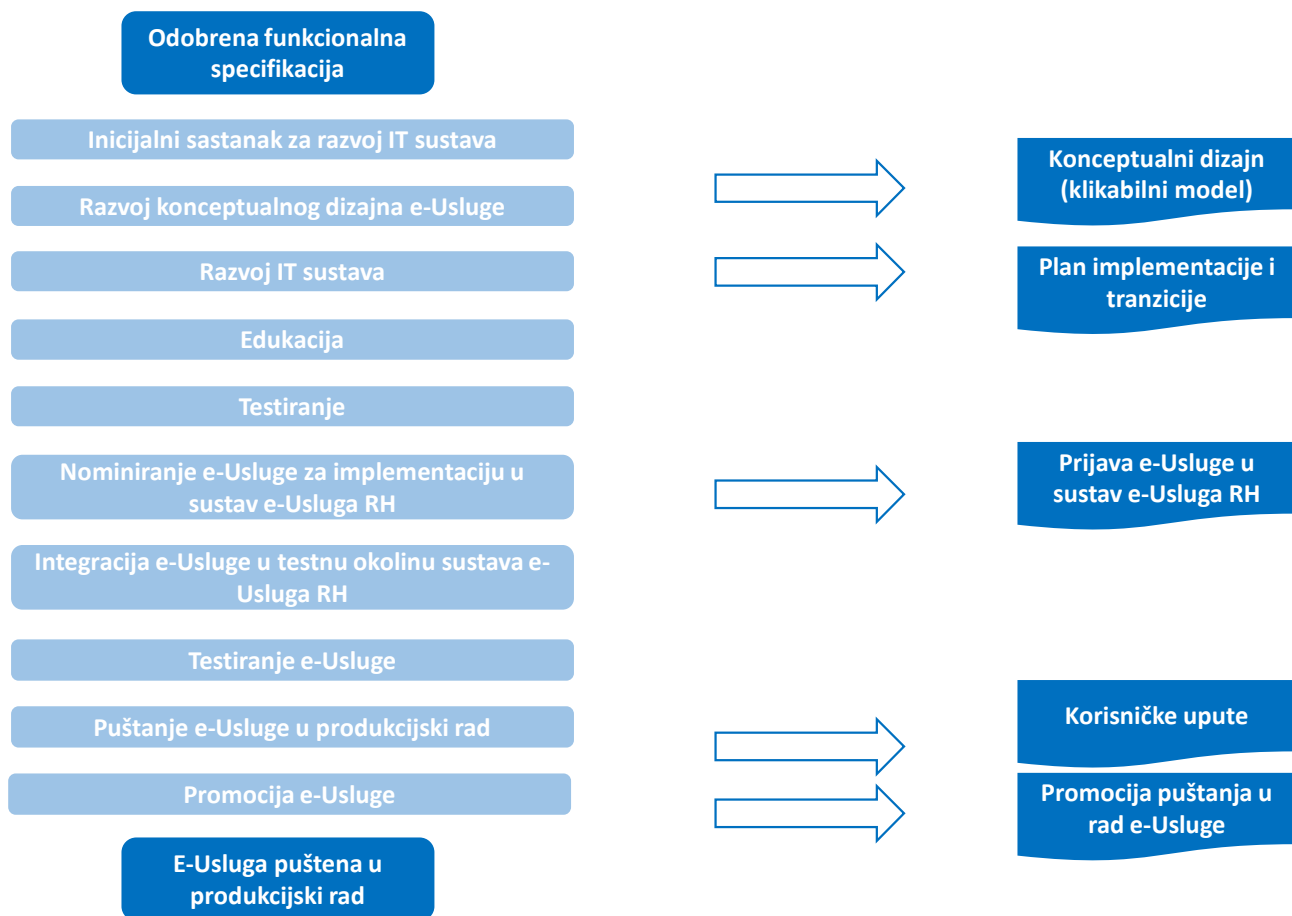 Odobrena funkcionalna
specifikacija
Inicijalni sastanak za razvoj IT sustava
Razvoj konceptualnog dizajna e-Usluge
Razvoj IT sustava
Edukacija
Testiranje
Nominiranje e-Usluge za implementaciju u
sustav e-Usluga RH
Integracija e-Usluge u testnu okolinu sustava e-
Usluga RH
Testiranje e-Usluge
Puštanje e-Usluge u produkcijski rad
Promocija e-Usluge
E-Usluga puštena u
produkcijski rad
Konceptualni dizajn
(klikabilni model)
Plan implementacije i
tranzicije
Prijava e-Usluge u
sustav e-Usluga RH
Korisničke upute
Promocija puštanja u
rad e-Usluge